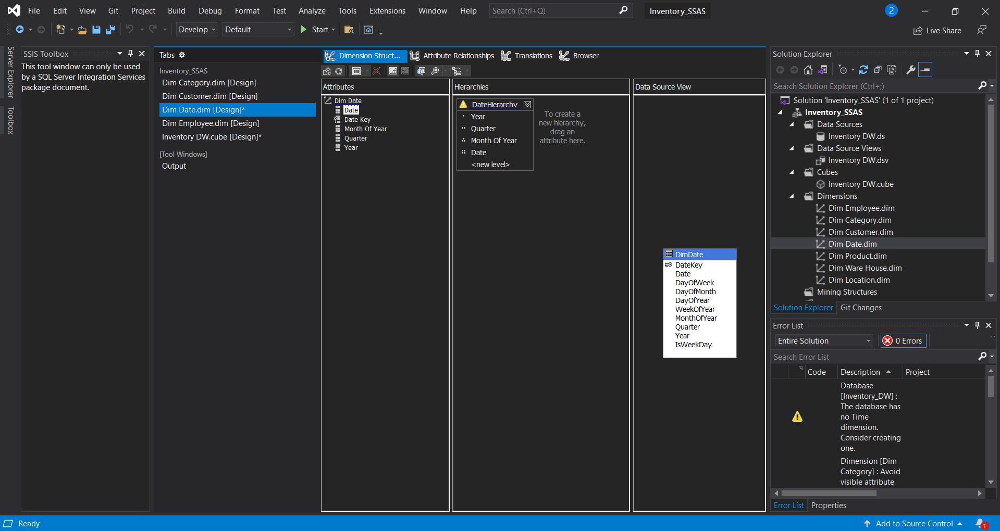 File Edit View Git Project Build Debug Format Test Analyze Tools Extensions Window Help Search (Ctrl+Q) Inventory_SSAS 2
Develop Default Start Live Share
Server Explorer
Toolbox
SSIS Toolbox
This tool window can only be used
by a SQL Server Integration Services
package document.
Tabs
Inventory_SSAS
Dim Category.dim [Design]
Dim Customer.dim [Design]
Dim Date.dim [Design]*
Dim Employee.dim [Design]
Inventory DW.cube [Design]*
[Tool Windows]
Output
Dimension Struct... Attribute Relationships Translations Browser
Attributes
Dim Date
Date
Date Key
Month Of Year
Quarter
Year
Hierarchies
DateHierarchy
Year
Quarter
Month Of Year
Date
<new level>
To create a
new hierarchy,
drag an
attribute here.
Data Source View
DimDate
DateKey
Date
DayOfWeek
DayOfMonth
DayOfYear
WeekOfYear
MonthOfYear
Quarter
Year
IsWeekDay
Solution Explorer
Search Solution Explorer (Ctrl+;)
Solution 'Inventory_SSAS' (1 of 1 project)
Inventory_SSAS
Data Sources
Inventory DW.ds
Data Source Views
Inventory DW.dsv
Cubes
Inventory DW.cube
Dimensions
Dim Employee.dim
Dim Category.dim
Dim Customer.dim
Dim Date.dim
Dim Product.dim
Dim Ware House.dim
Dim Location.dim
Mining Structures
Solution Explorer Git Changes
Error List
Entire Solution 0 Errors
Search Error List
Code Description Project
Database
[Inventory_DW] :
The database has
no Time
dimension.
Consider creating
one.
Dimension [Dim
Category] : Avoid
visible attribute
Error List Properties
Ready Add to Source Control 1